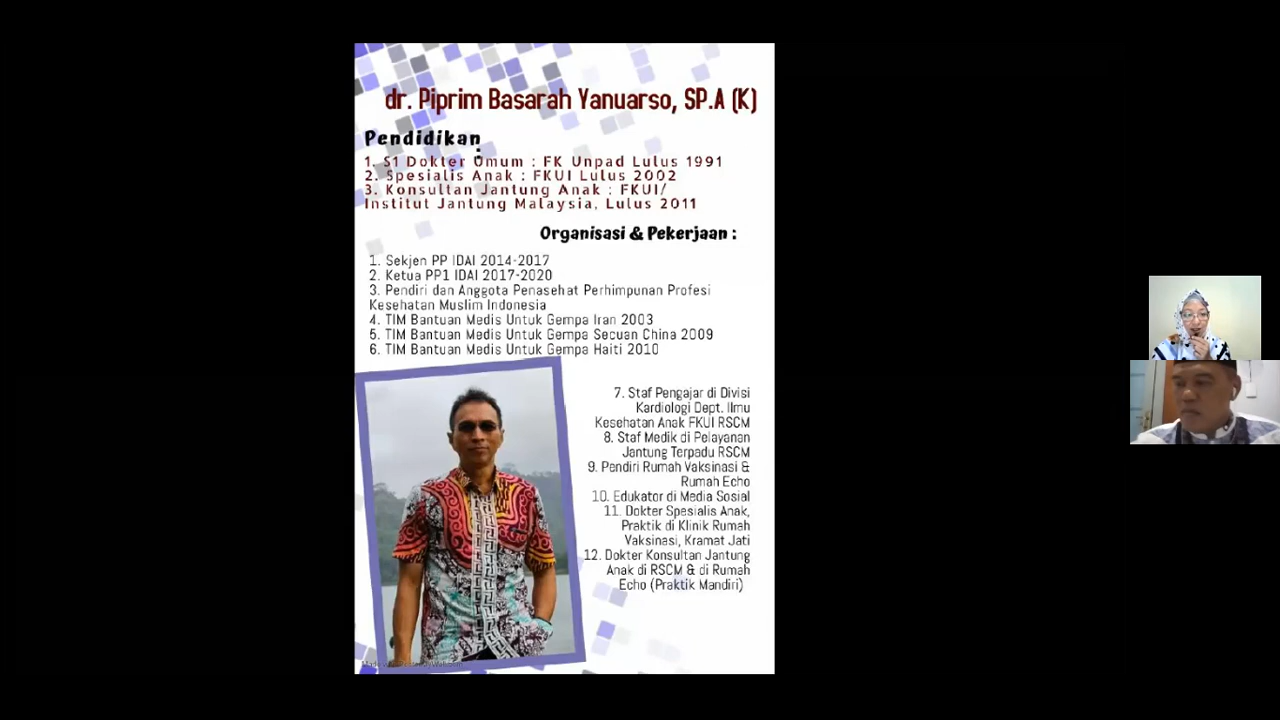 dr. Piprim Basarah Yanuarso, SP.A (K)
Pendidikan :
1. S1 Dokter Umum : FK Unpad Lulus 1991
2. Spesialis Anak : FKUI Lulus 2002
3. Konsultan Jantung Anak : FKUI/
Institut Jantung Malaysia, Lulus 2011
Organisasi & Pekerjaan :
1. Sekjen PP IDAI 2014-2017
2. Ketua PP1 IDAI 2017-2020
3. Pendiri dan Anggota Penasehat Perhimpunan Profesi
Kesehatan Muslim Indonesia
4. TIM Bantuan Medis Untuk Gempa Iran 2003
5. TIM Bantuan Medis Untuk Gempa Secuan China 2009
6. TIM Bantuan Medis Untuk Gempa Haiti 2010
7. Staf Pengajar di Divisi
Kardiologi Dept. Ilmu
Kesehatan Anak FKUI RSCM
8. Staf Medik di Pelayanan
Jantung Terpadu RSCM
9. Pendiri Rumah Vaksinasi &
Rumah Echo
10. Edukator di Media Sosial
11. Dokter Spesialis Anak,
Praktik di Klinik Rumah
Vaksinasi, Kramat Jati
12. Dokter Konsultan Jantung
Anak di RSCM & di Rumah
Echo (Praktik Mandiri)